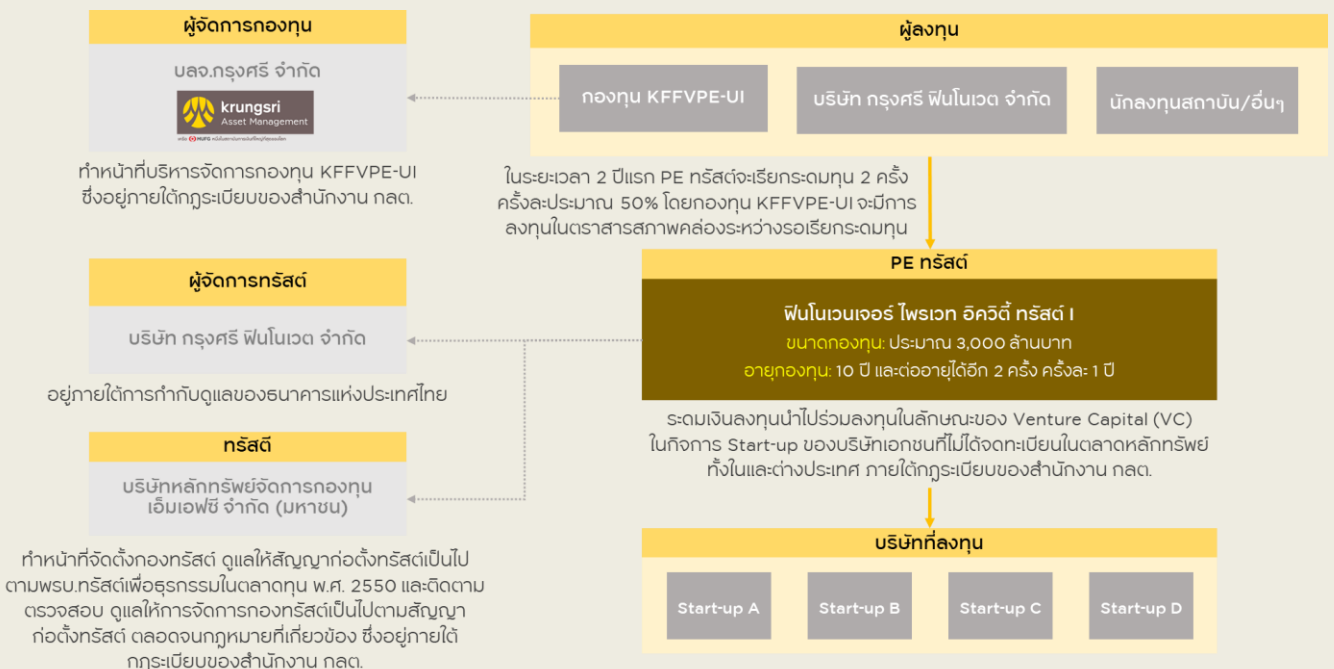 ผู้จัดการกองทุน
บลจ.กรุงศรี จำกัด
krungsri
Asset Management
ทำหน้าที่บริหารจัดการกองทุน KFFVPE-UI
ซึ่งอยู่ภายใต้กฎระเบียบของสำนักงาน กลต.
ผู้ลงทุน
กองทุน KFFVPE-UI
บริษัท กรุงศรี ฟินโนเวต จำกัด
นักลงทุนสถาบัน/อื่นๆ
ในระยะเวลา 2 ปีแรก PE ทรัสต์จะเรียกระดมทุน 2 ครั้ง
ครั้งละประมาณ 50% โดยกองทุน KFFVPE-UI จะมีการ
ลงทุนในตราสารสภาพคล่องระหว่างรอเรียกระดมทุน
ผู้จัดการทรัสต์
บริษัท กรุงศรี ฟินโนเวต จำกัด
อยู่ภายใต้การกำกับดูแลของธนาคารแห่งประเทศไทย
PE ทรัสต์
ฟินโนเวนเจอร์ ไพรเวท อิควิตี้ ทรัสต์ I
ขนาดกองทุน: ประมาณ 3,000 ล้านบาท
อายุกองทุน: 10 ปี และต่ออายุได้อีก 2 ครั้ง ครั้งละ 1 ปี
ระดมเงินลงทุนนำไปร่วมลงทุนในลักษณะของ Venture Capital (VC)
ในกิจการ Start-up ของบริษัทเอกชนที่ไม่ได้จดทะเบียนในตลาดหลักทรัพย์
ทั้งในและต่างประเทศ ภายใต้กฎระเบียบของสำนักงาน กลต.
ทรัสตี
บริษัทหลักทรัพย์จัดการกองทุน
เอ็มเอฟซี จำกัด (มหาชน)
ทำหน้าที่จัดตั้งกองทรัสต์ ดูแลให้สัญญาก่อตั้งทรัสต์เป็นไป
ตามพรบ.ทรัสต์เพื่อธุรกรรมในตลาดทุน พ.ศ. 2550 และติดตาม
ตรวจสอบ ดูแลให้การจัดการกองทรัสต์เป็นไปตามสัญญา
ก่อตั้งทรัสต์ ตลอดจนกฎหมายที่เกี่ยวข้อง ซึ่งอยู่ภายใต้
กฎระเบียบของสำนักงาน กลต.
บริษัทที่ลงทุน
Start-up A
Start-up B
Start-up C
Start-up D